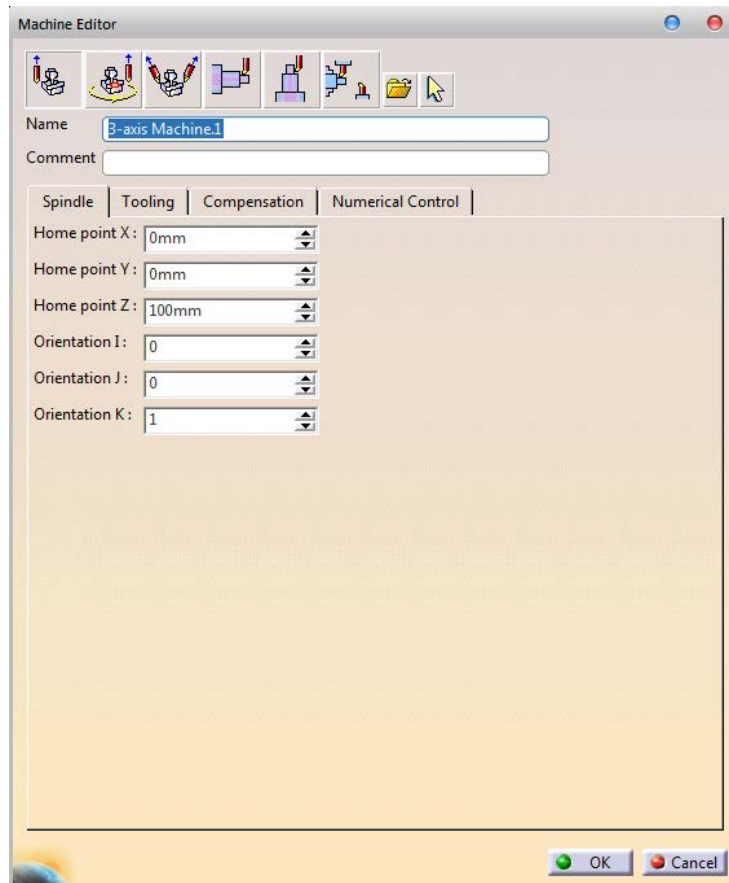 Machine Editor
Name 3-axis Machine.1
Comment
Spindle Tooling Compensation Numerical Control
Home point X : 0mm
Home point Y : 0mm
Home point Z : 100mm
Orientation I : 0
Orientation J : 0
Orientation K : 1
OK Cancel